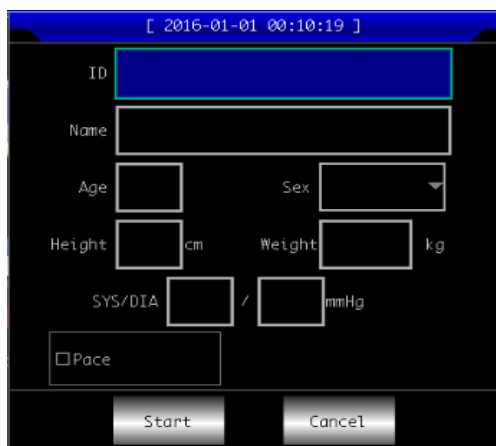 [ 2016-01-01 00:10:19 ]
ID
Name
Age Sex
Height cm Weight kg
SYS/DIA / mmHg
Pace
Start Cancel